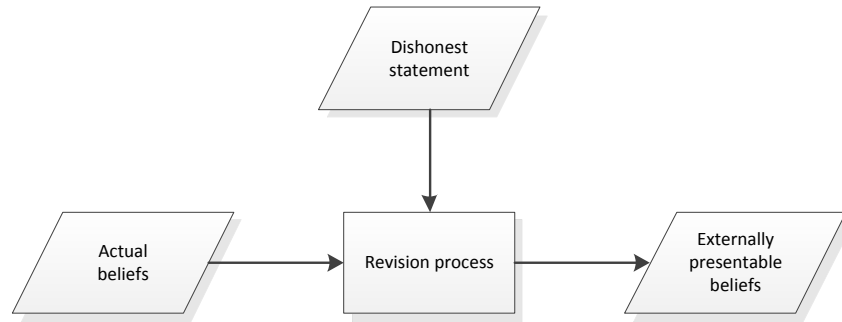 Dishonest
statement
Actual
beliefs
Revision process
Externally
presentable
beliefs